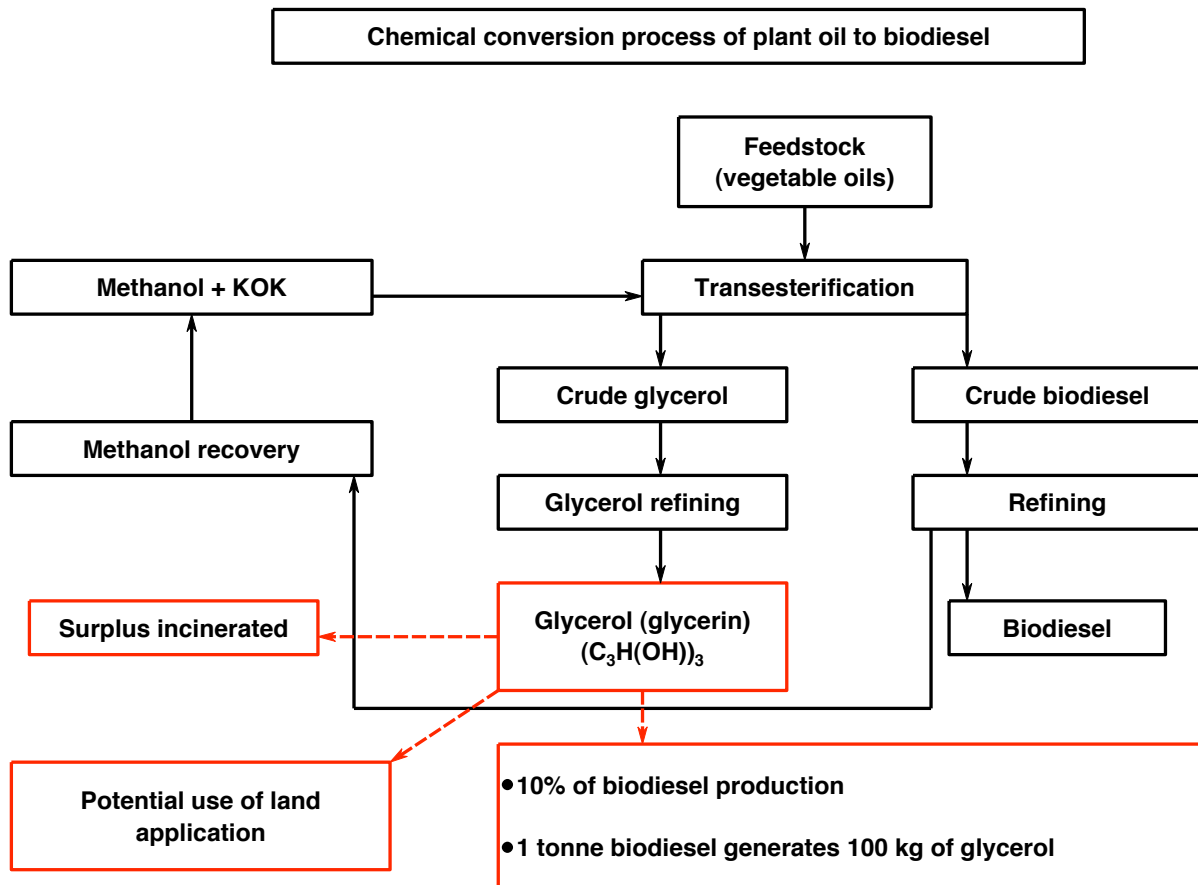 Chemical conversion process of plant oil to biodiesel
Feedstock
(vegetable oils)
Methanol + KOK
Transesterification
Crude glycerol
Crude biodiesel
Methanol recovery
Glycerol refining
Refining
Surplus incinerated
Glycerol (glycerin)
(C₃H(OH))₃
Biodiesel
Potential use of land
application
•10% of biodiesel production
•1 tonne biodiesel generates 100 kg of glycerol